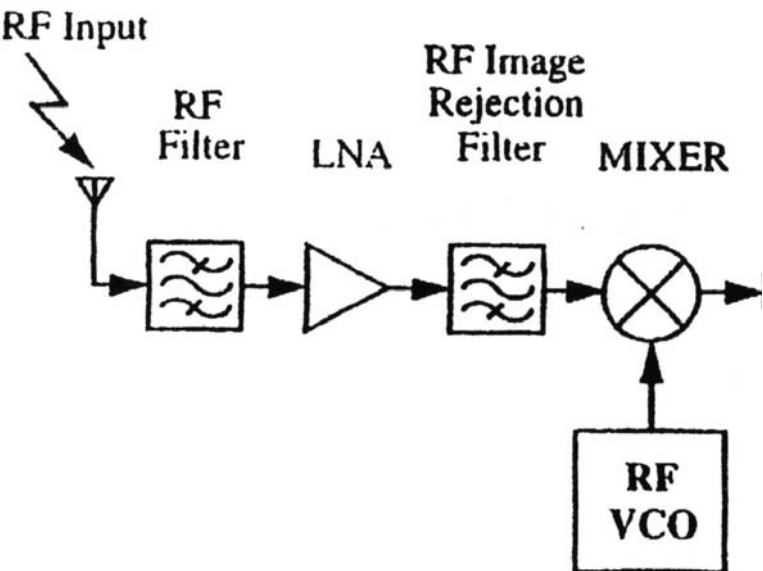 RF Input
RF
Filter
LNA
RF Image
Rejection
Filter
MIXER
RF
VCO